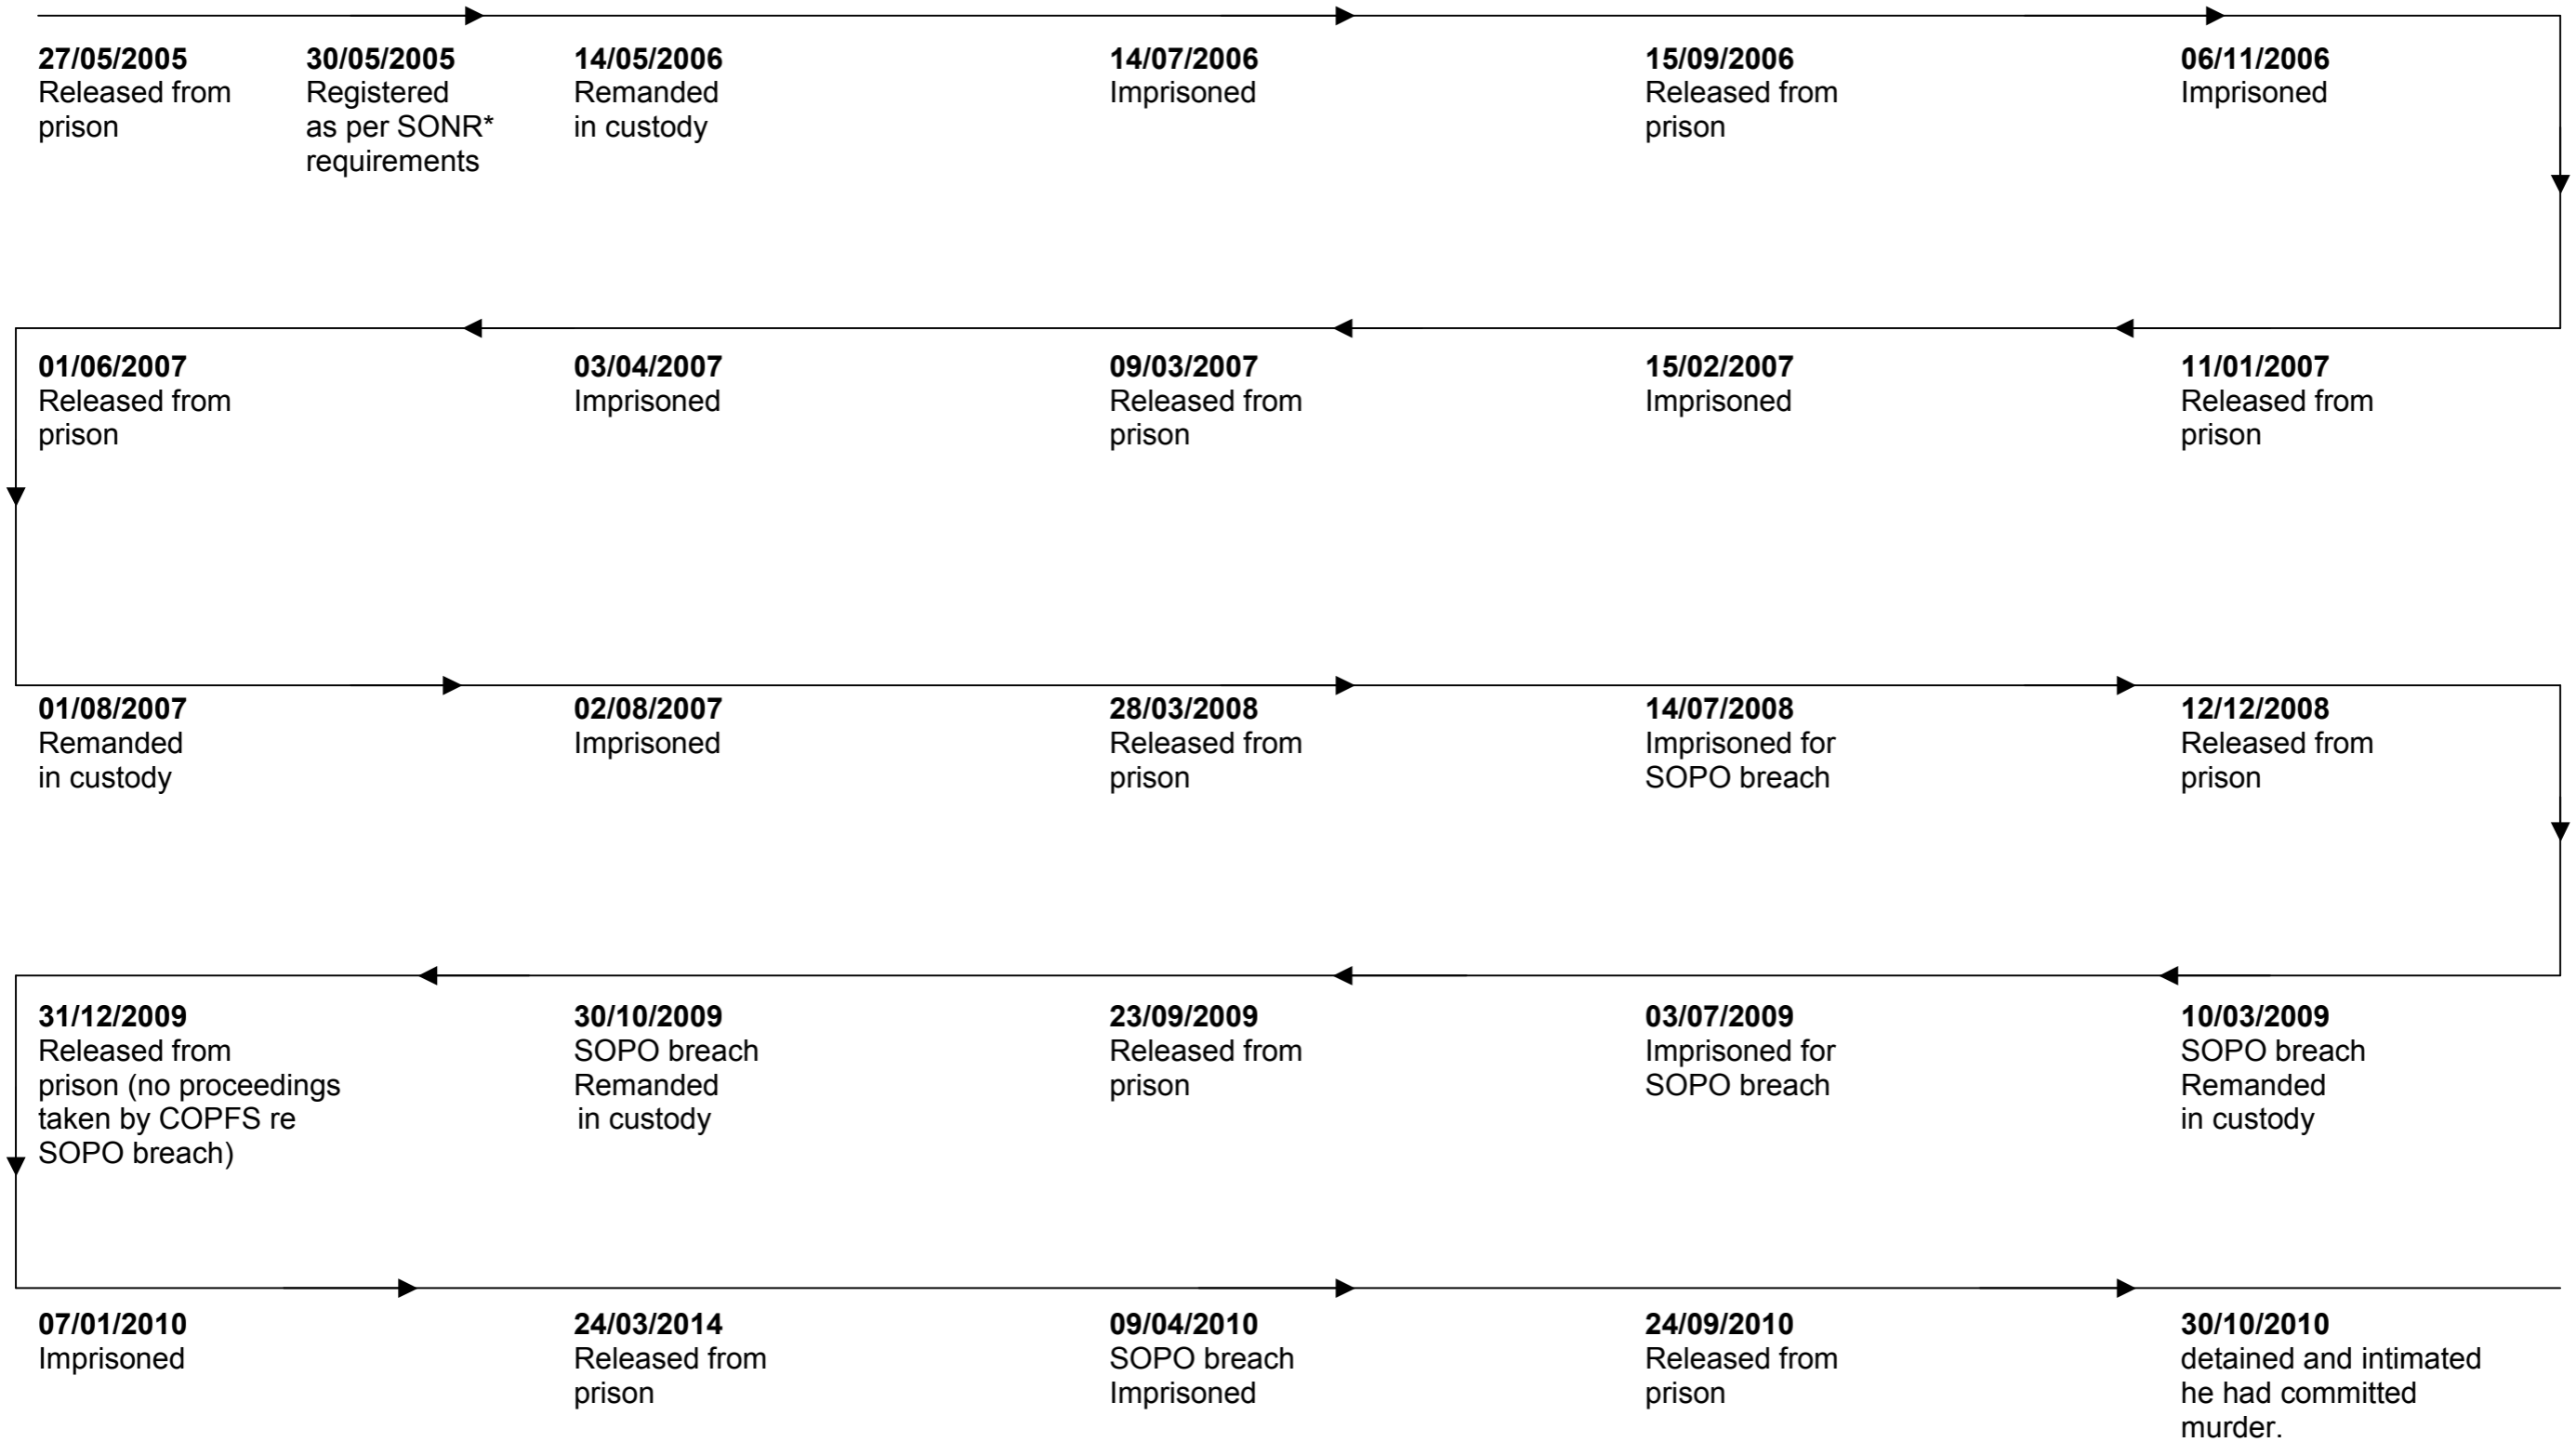 27/05/2005
Released from
prison
30/05/2005
Registered
as per SONR*
requirements
14/05/2006
Remanded
in custody
14/07/2006
Imprisoned
15/09/2006
Released from
prison
06/11/2006
Imprisoned
01/06/2007
Released from
prison
03/04/2007
Imprisoned
09/03/2007
Released from
prison
15/02/2007
Imprisoned
11/01/2007
Released from
prison
01/08/2007
Remanded
in custody
02/08/2007
Imprisoned
28/03/2008
Released from
prison
14/07/2008
Imprisoned for
SOPO breach
12/12/2008
Released from
prison
31/12/2009
Released from
prison (no proceedings
taken by COPFS re
SOPO breach)
30/10/2009
SOPO breach
Remanded
in custody
23/09/2009
Released from
prison
03/07/2009
Imprisoned for
SOPO breach
10/03/2009
SOPO breach
Remanded
in custody
07/01/2010
Imprisoned
24/03/2014
Released from
prison
09/04/2010
SOPO breach
Imprisoned
24/09/2010
Released from
prison
30/10/2010
detained and intimated
he had committed
murder.